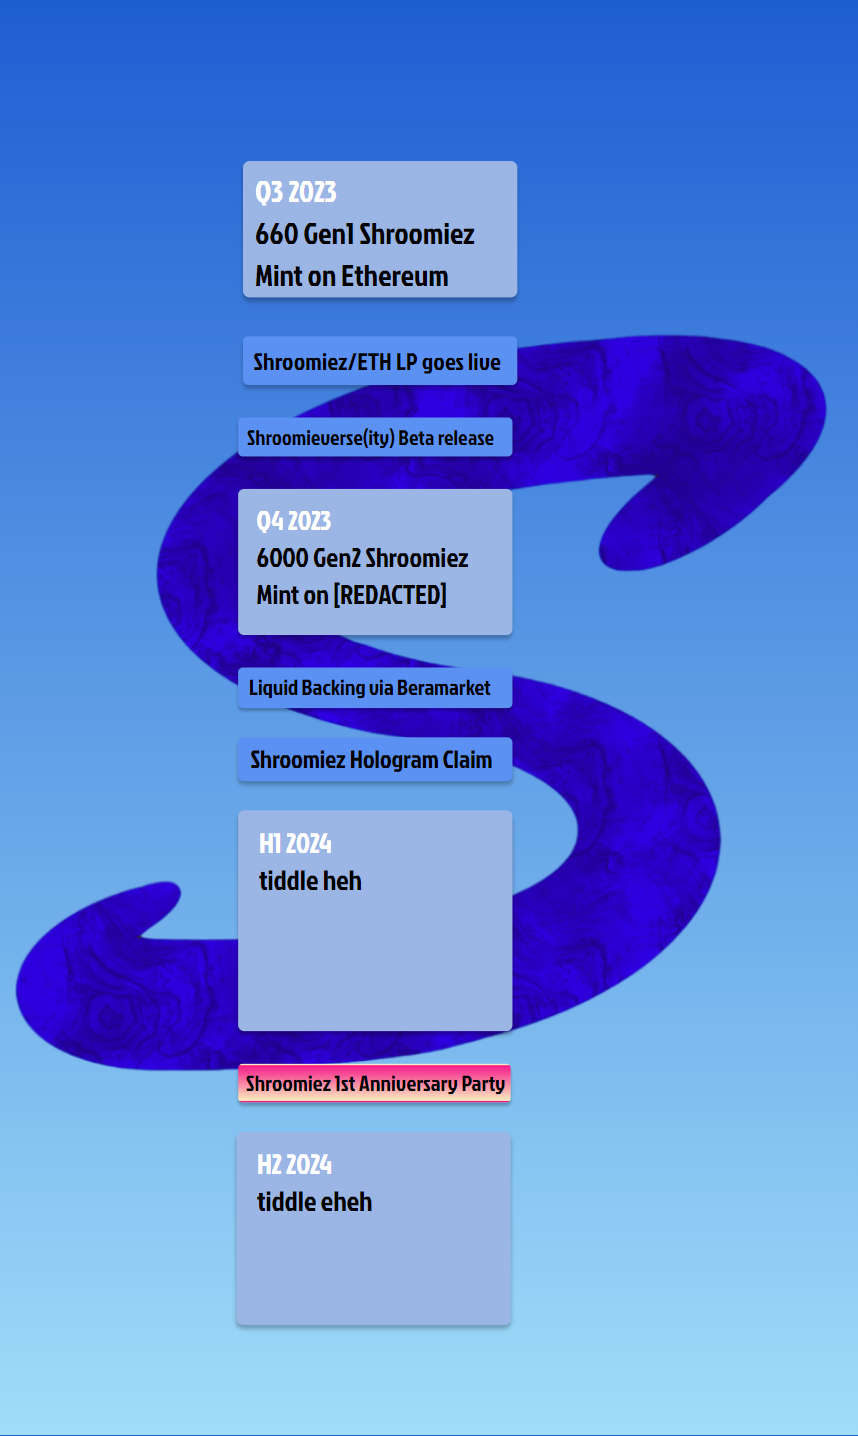 Q3 2023
660 Gen1 Shroomiez
Mint on Ethereum
Shroomiez/ETH LP goes live
Shroomieverse(ity) Beta release
Q4 2023
6000 Gen2 Shroomiez
Mint on [REDACTED]
Liquid Backing via Beramarket
Shroomiez Hologram Claim
H1 2024
tiddle heh
Shroomiez 1st Anniversary Party
H2 2024
tiddle eheh